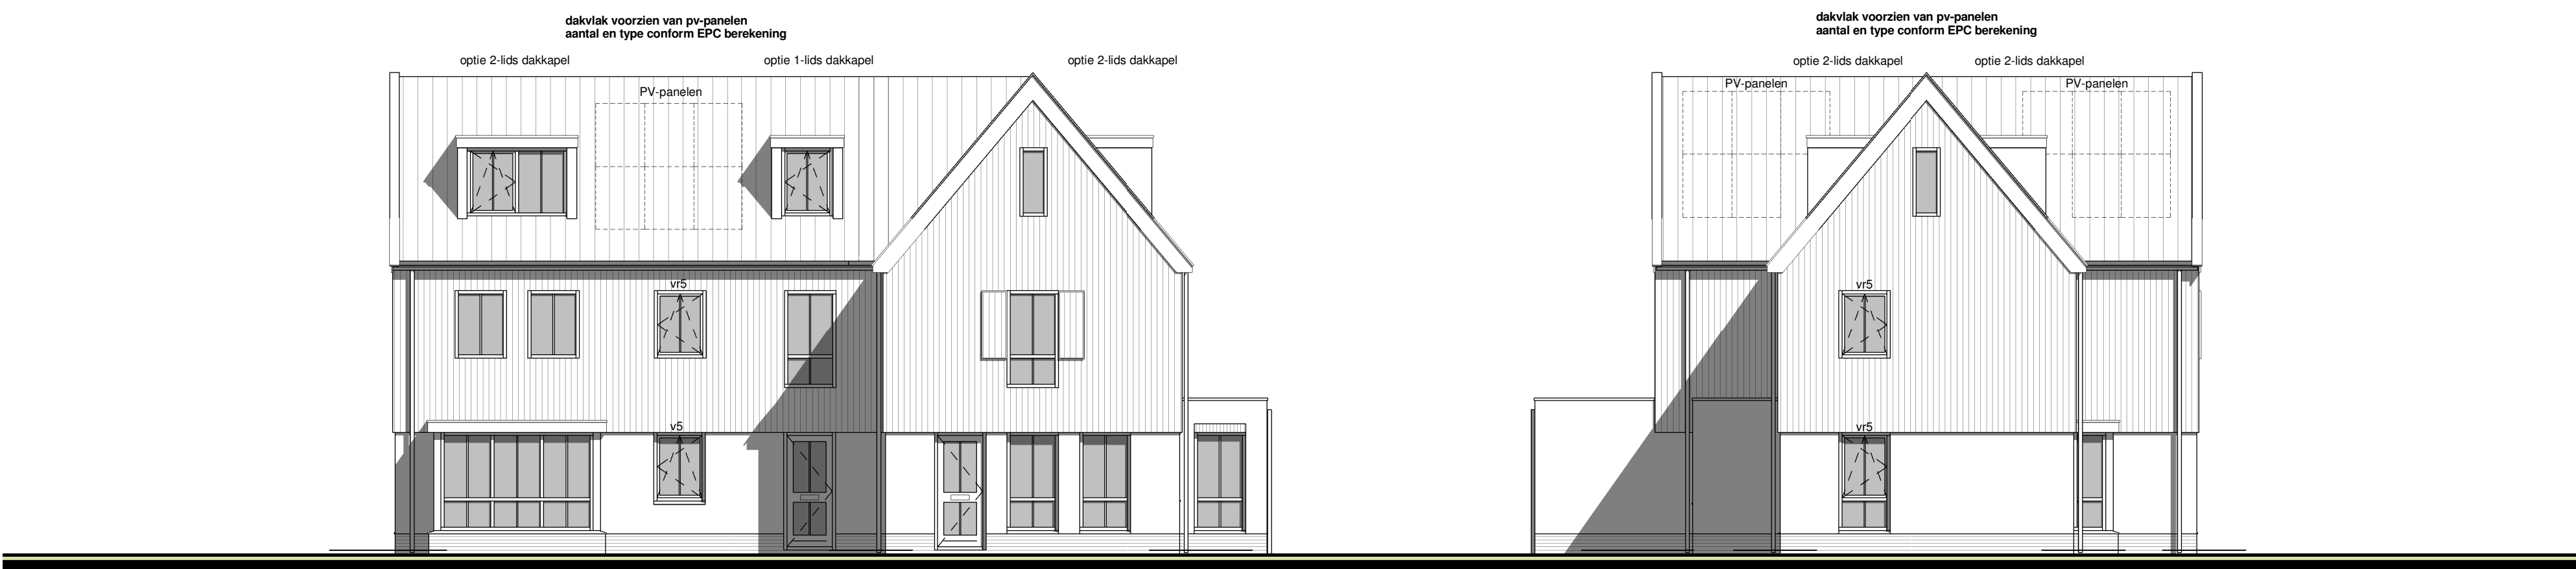 dakvlak voorzien van pv-panelen
aantal en type conform EPC berekening
optie 2-lids dakkapel
optie 1-lids dakkapel
optie 2-lids dakkapel
PV-panelen
vr5
v5
dakvlak voorzien van pv-panelen
aantal en type conform EPC berekening
optie 2-lids dakkapel
optie 2-lids dakkapel
PV-panelen
PV-panelen
vr5
vr5